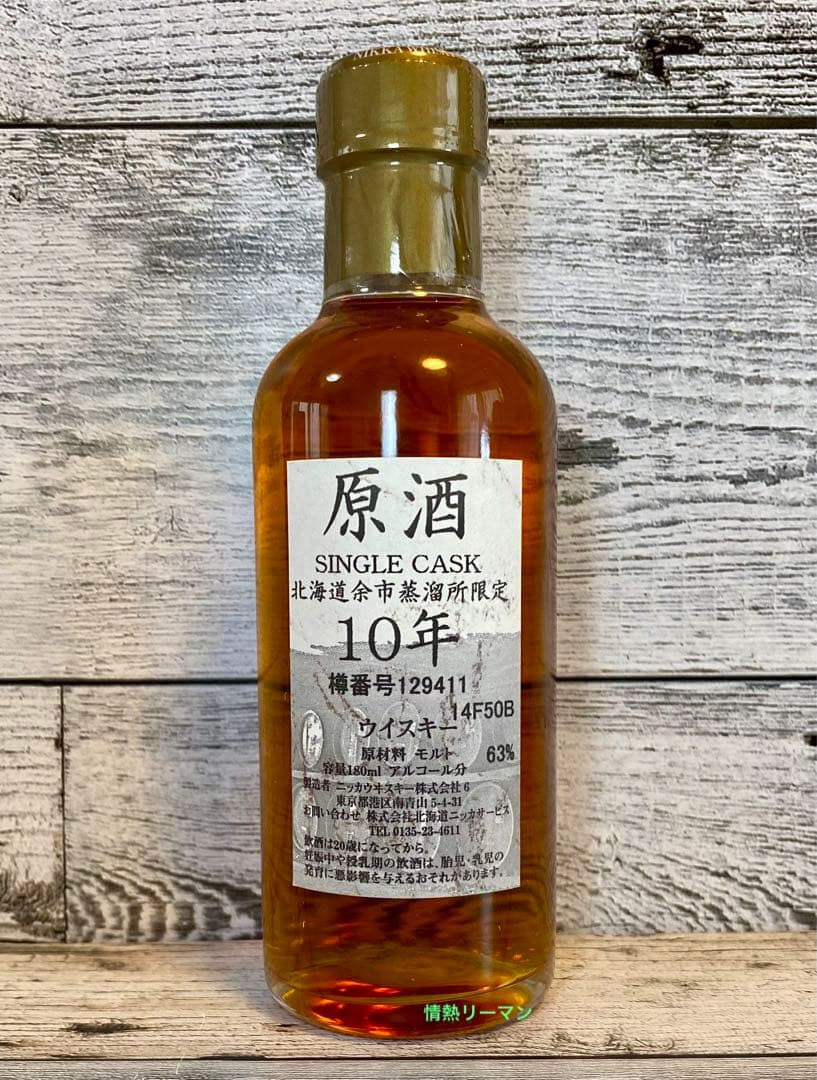 原酒
SINGLE CASK
北海道余市蒸溜所限定
10年
樽番号129411
14F50B
ウイスキー
原材料 モルト 63%
容量180ml アルコール分
製造者 ニッカウヰスキー株式会社 6
東京都港区南青山 5-4-31
お問い合わせ 株式会社北海道ニッカサービス
TEL 0135-23-4611
飲酒は20歳になってから。
妊娠中や授乳期の飲酒は、胎児・乳児の
発育に悪影響を与えるおそれがあります。
情熱リーマン